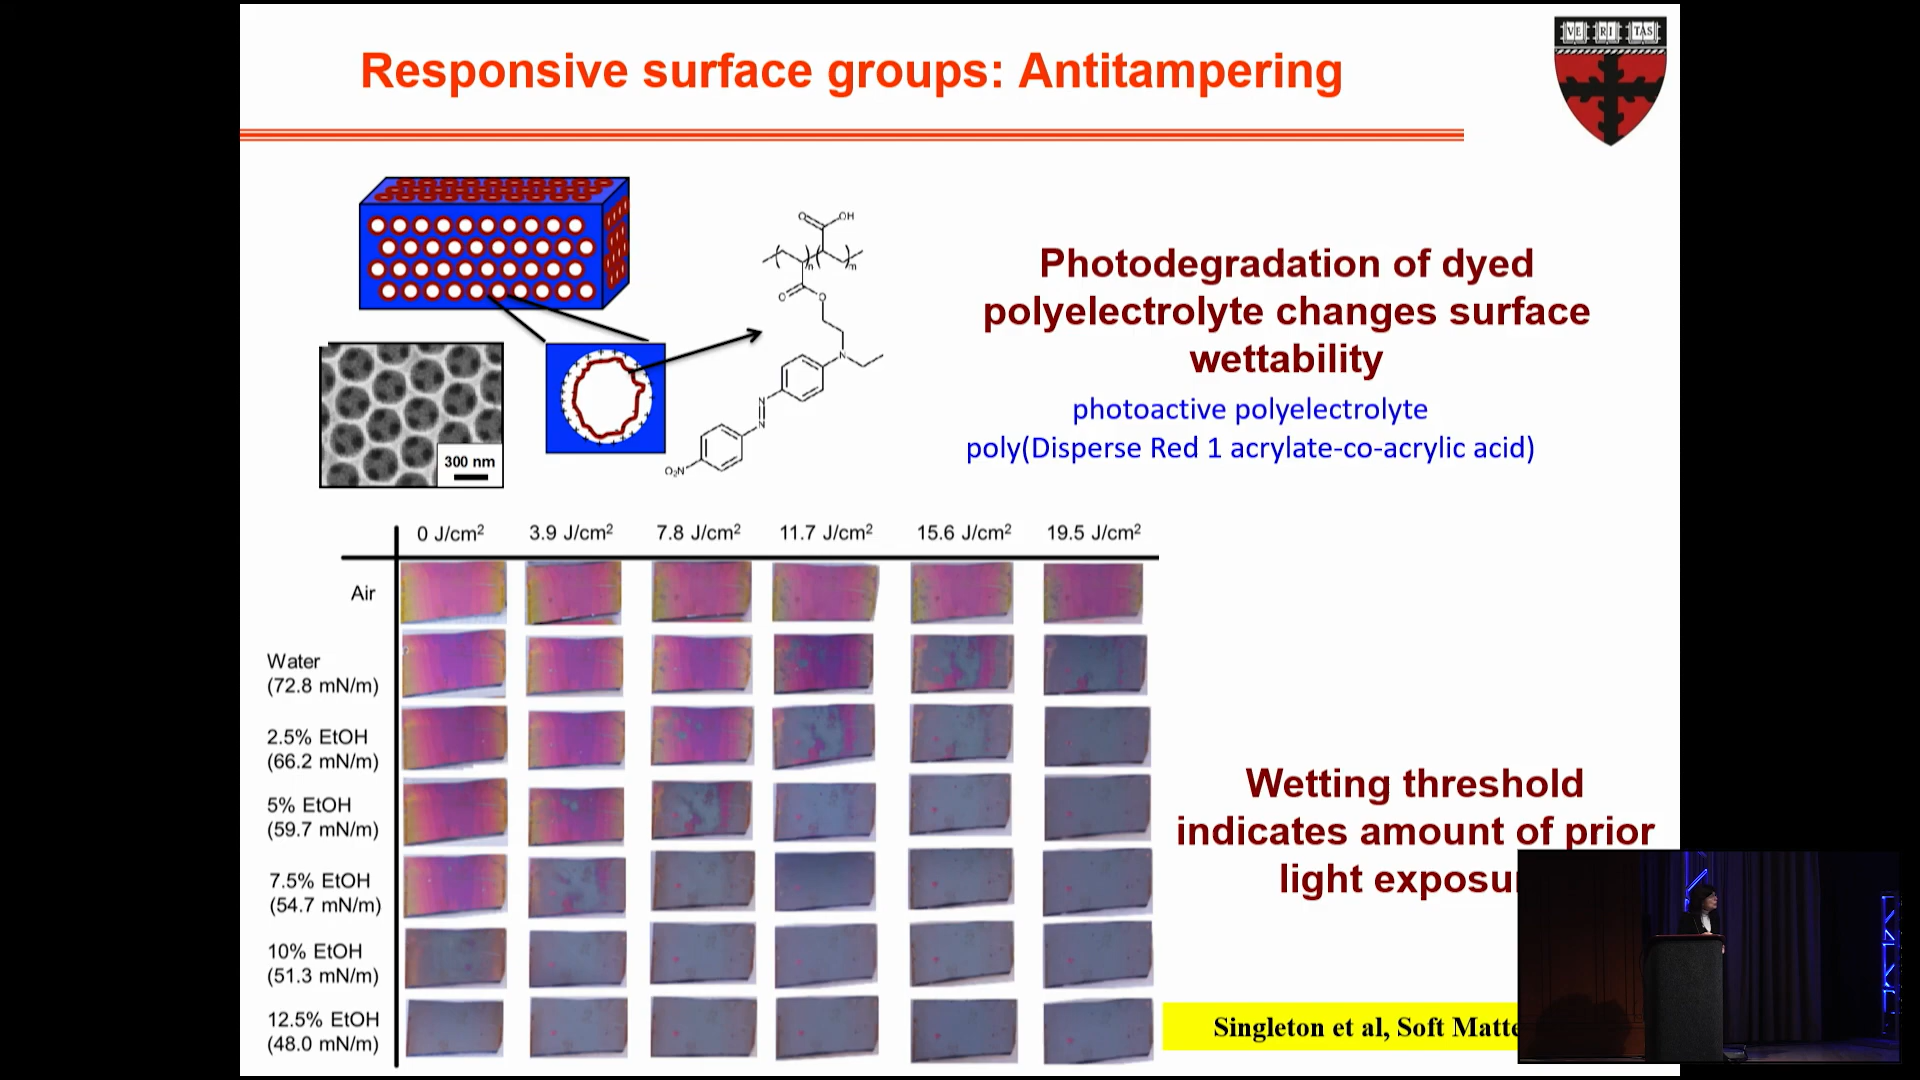 Responsive surface groups: Antitampering
VE RI TAS
O OH
n m
O O
N
N
N
O₂N
300 nm
Photodegradation of dyed
polyelectrolyte changes surface
wettability
photoactive polyelectrolyte
poly(Disperse Red 1 acrylate-co-acrylic acid)
0 J/cm² 3.9 J/cm² 7.8 J/cm² 11.7 J/cm² 15.6 J/cm² 19.5 J/cm²
Air
Water
(72.8 mN/m)
2.5% EtOH
(66.2 mN/m)
5% EtOH
(59.7 mN/m)
7.5% EtOH
(54.7 mN/m)
10% EtOH
(51.3 mN/m)
12.5% EtOH
(48.0 mN/m)
Wetting threshold
indicates amount of prior
light exposu
Singleton et al, Soft Matte